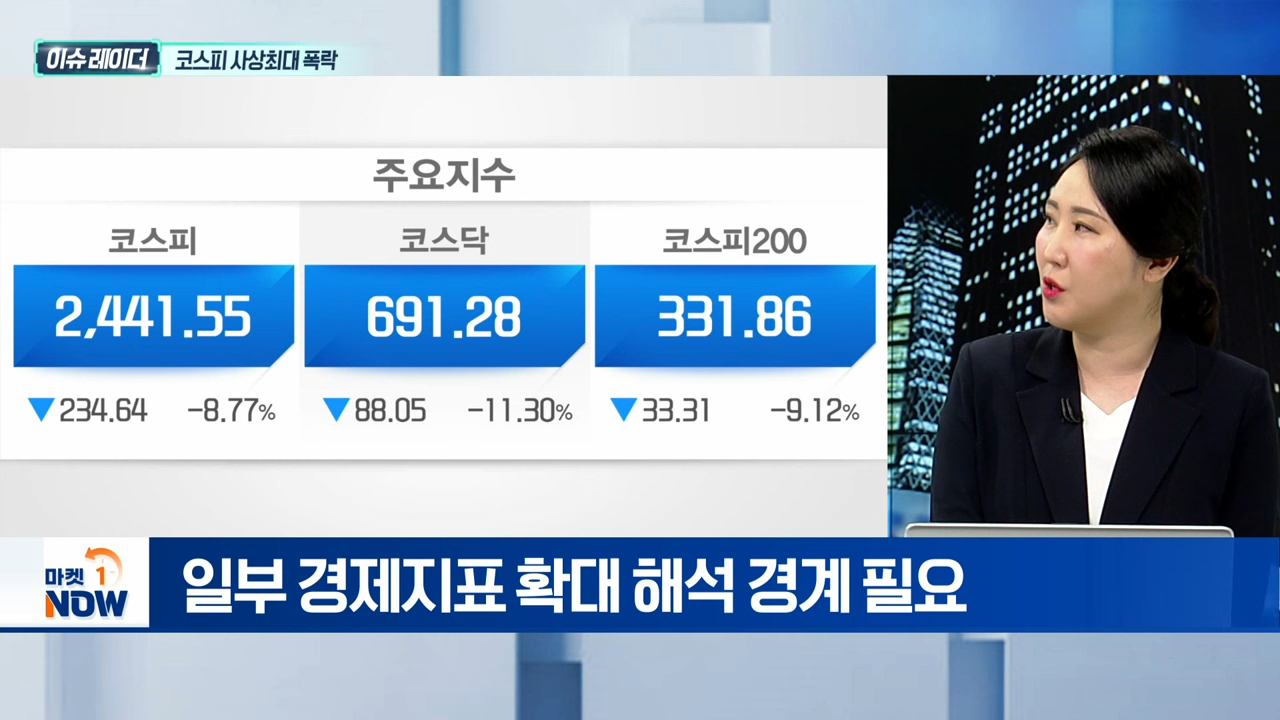 이슈 레이더 코스피 사상최대 폭락
주요지수
코스피 코스닥 코스피200
2,441.55 691.28 331.86
▼234.64 -8.77% ▼88.05 -11.30% ▼33.31 -9.12%
마켓 1
NOW
일부 경제지표 확대 해석 경계 필요